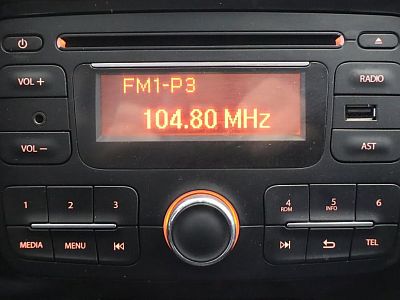 FM1-P3
104.80 MHz
VOL +
VOL −
RADIO
AST
1 2 3
MEDIA MENU
4 RDM 5 INFO 6
TEL